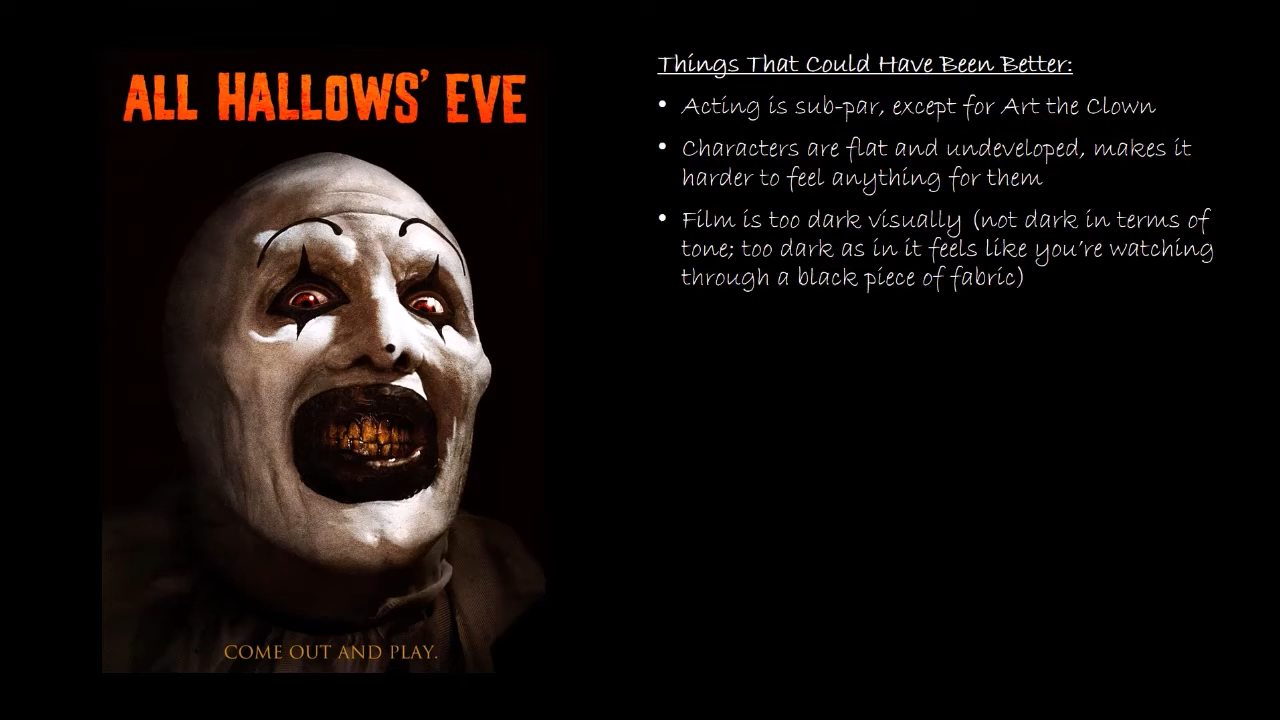 ALL HALLOWS' EVE
COME OUT AND PLAY.
Things That Could Have Been Better:
• Acting is sub-par, except for Art the Clown
• Characters are flat and undeveloped, makes it
harder to feel anything for them
• Film is too dark visually (not dark in terms of
tone; too dark as in it feels like you're watching
through a black piece of fabric)